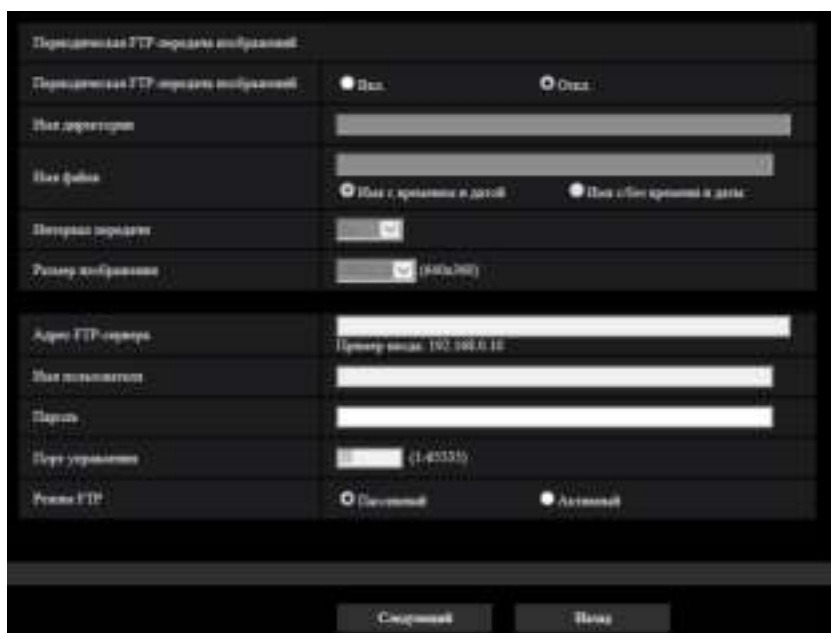 Периодическая FTP-передача изображений
Периодическая FTP-передача изображений
Вкл.
Откл.
Имя директории
Имя файла
Имя с временем и датой
Имя с/без времени и даты
Интервал передачи
Размер изображения
(640x360)
Адрес FTP-сервера
Пример ввода: 192.168.0.10
Имя пользователя
Пароль
Порт управления
(1-65535)
Режим FTP
Пассивный
Активный
Следующий
Назад